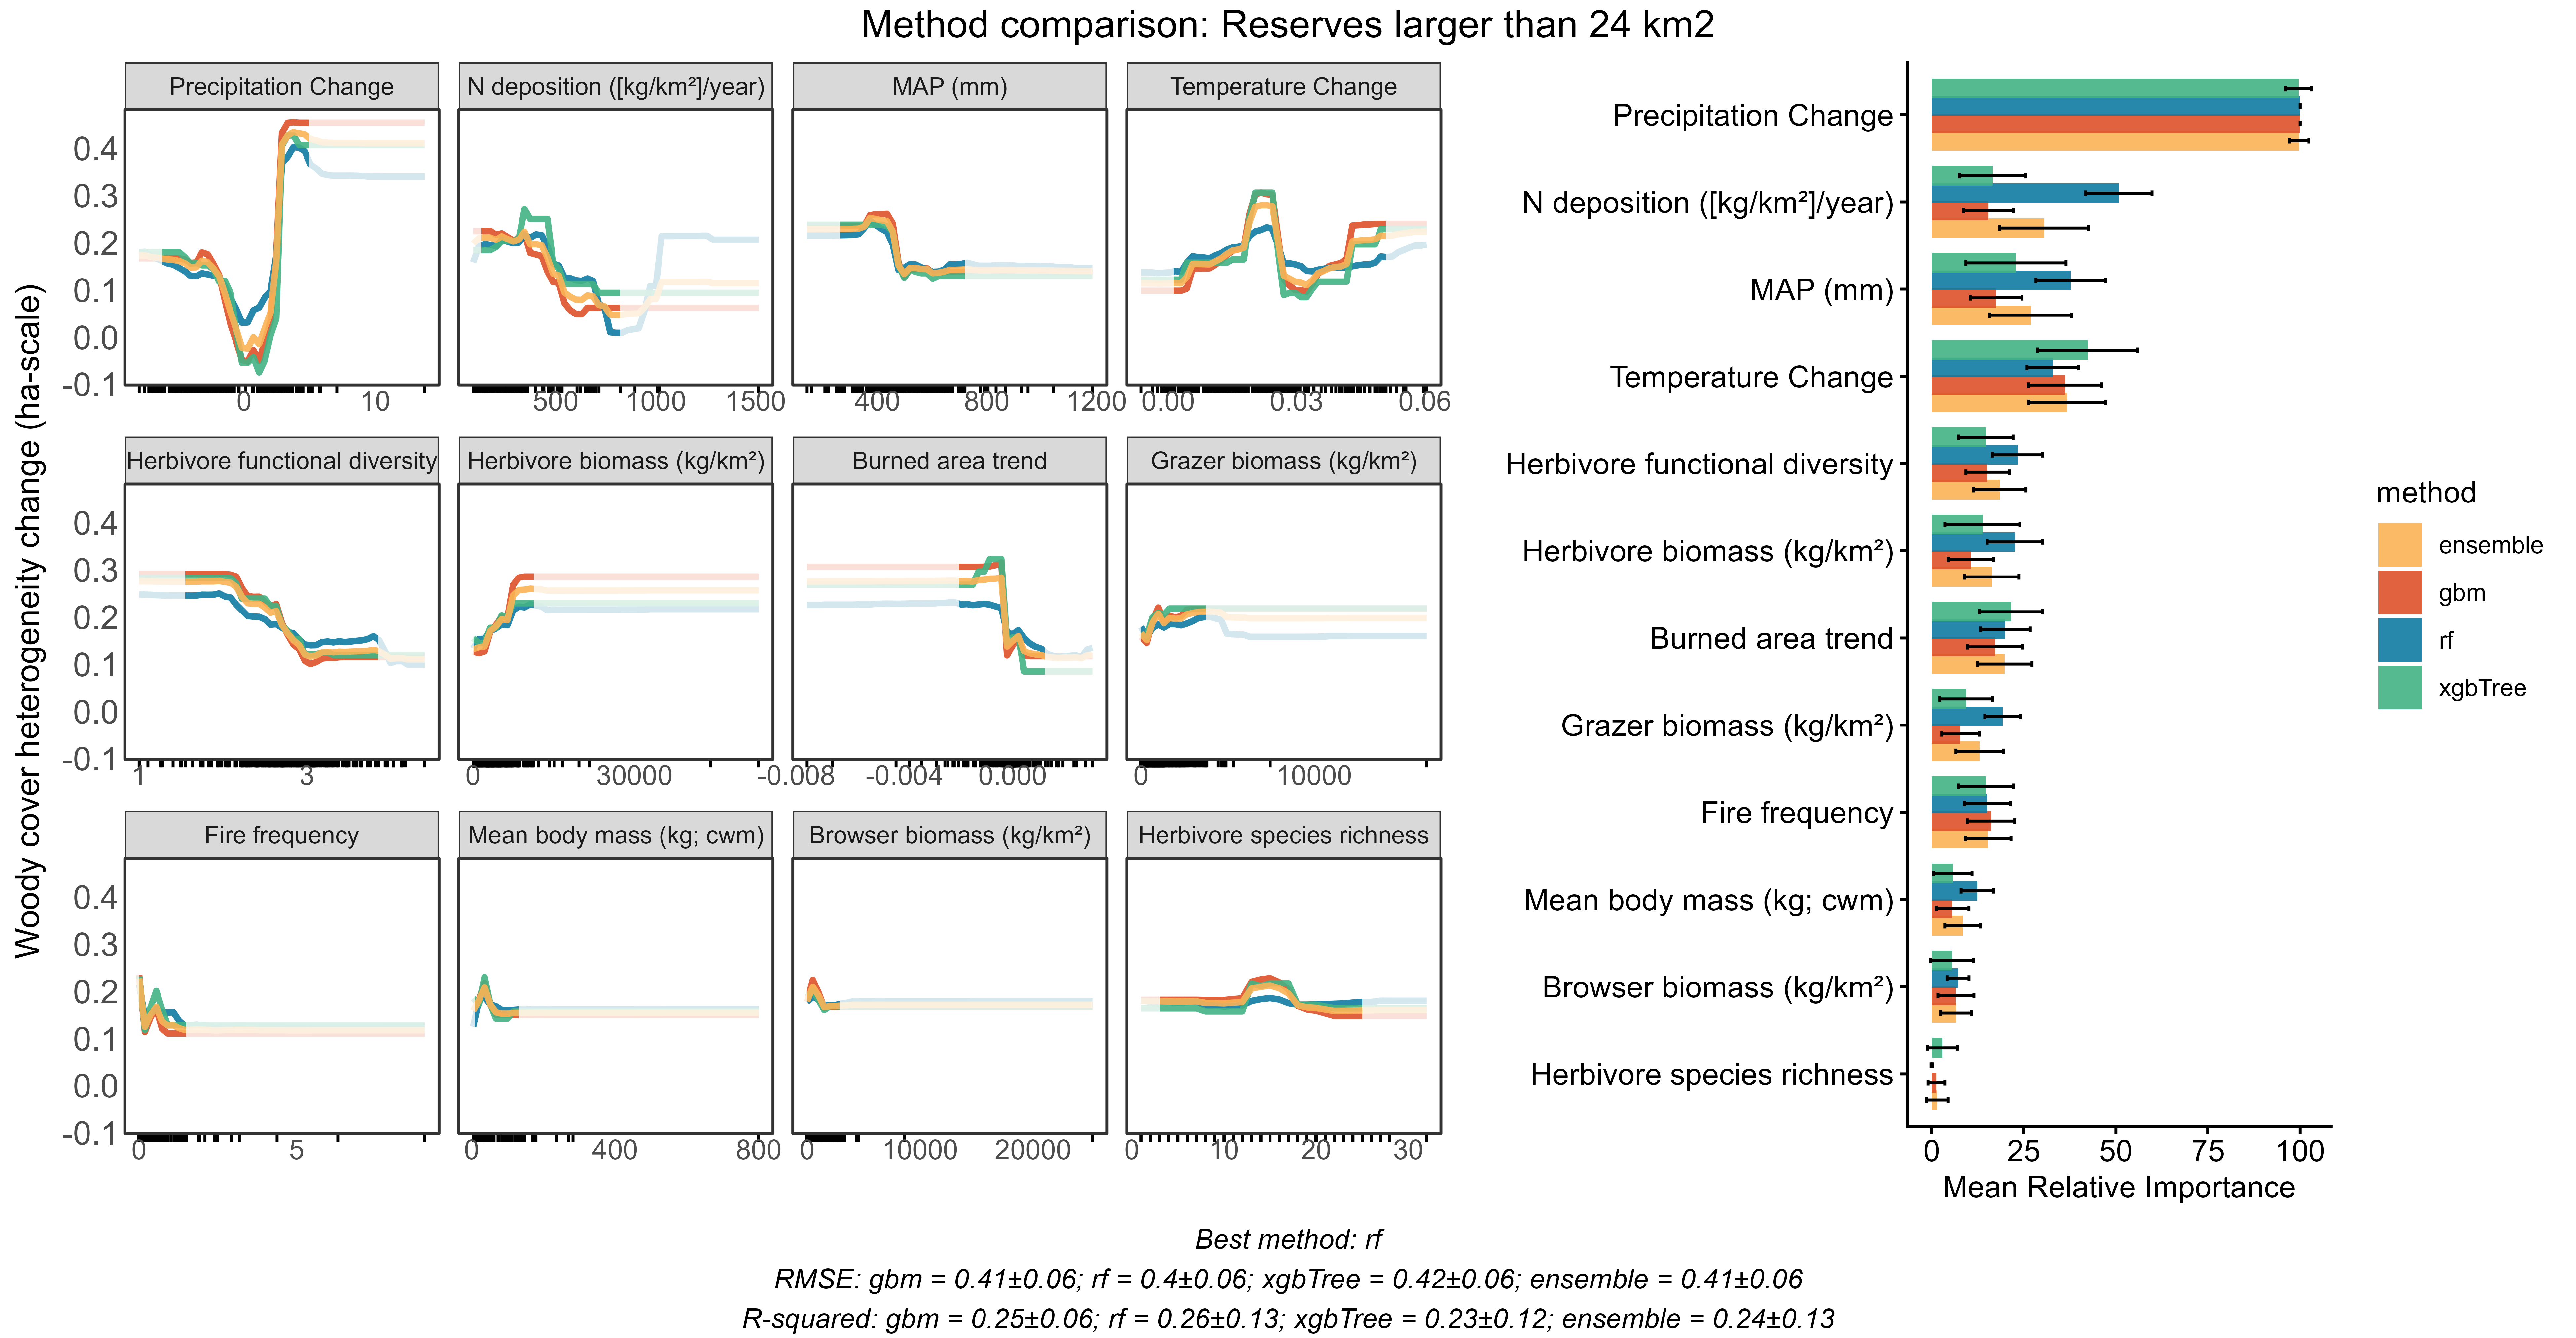 Method comparison: Reserves larger than 24 km2
Woody cover heterogeneity change (ha-scale)
Precipitation Change
N deposition ([kg/km²]/year)
MAP (mm)
Temperature Change
0.4
0.3
0.2
0.1
0.0
-0.1
0 10
500 1000 1500
400 800 1200
0.00 0.03 0.06
Herbivore functional diversity
Herbivore biomass (kg/km²)
Burned area trend
Grazer biomass (kg/km²)
0.4
0.3
0.2
0.1
0.0
-0.1
1 3
0 30000
-0.008 -0.004 0.000
0 10000
Fire frequency
Mean body mass (kg; cwm)
Browser biomass (kg/km²)
Herbivore species richness
0.4
0.3
0.2
0.1
0.0
-0.1
0 5
0 400 800
0 10000 20000
0 10 20 30
Precipitation Change
N deposition ([kg/km²]/year)
MAP (mm)
Temperature Change
Herbivore functional diversity
Herbivore biomass (kg/km²)
Burned area trend
Grazer biomass (kg/km²)
Fire frequency
Mean body mass (kg; cwm)
Browser biomass (kg/km²)
Herbivore species richness
0 25 50 75 100
Mean Relative Importance
method
ensemble
gbm
rf
xgbTree
Best method: rf
RMSE: gbm = 0.41±0.06; rf = 0.4±0.06; xgbTree = 0.42±0.06; ensemble = 0.41±0.06
R-squared: gbm = 0.25±0.06; rf = 0.26±0.13; xgbTree = 0.23±0.12; ensemble = 0.24±0.13